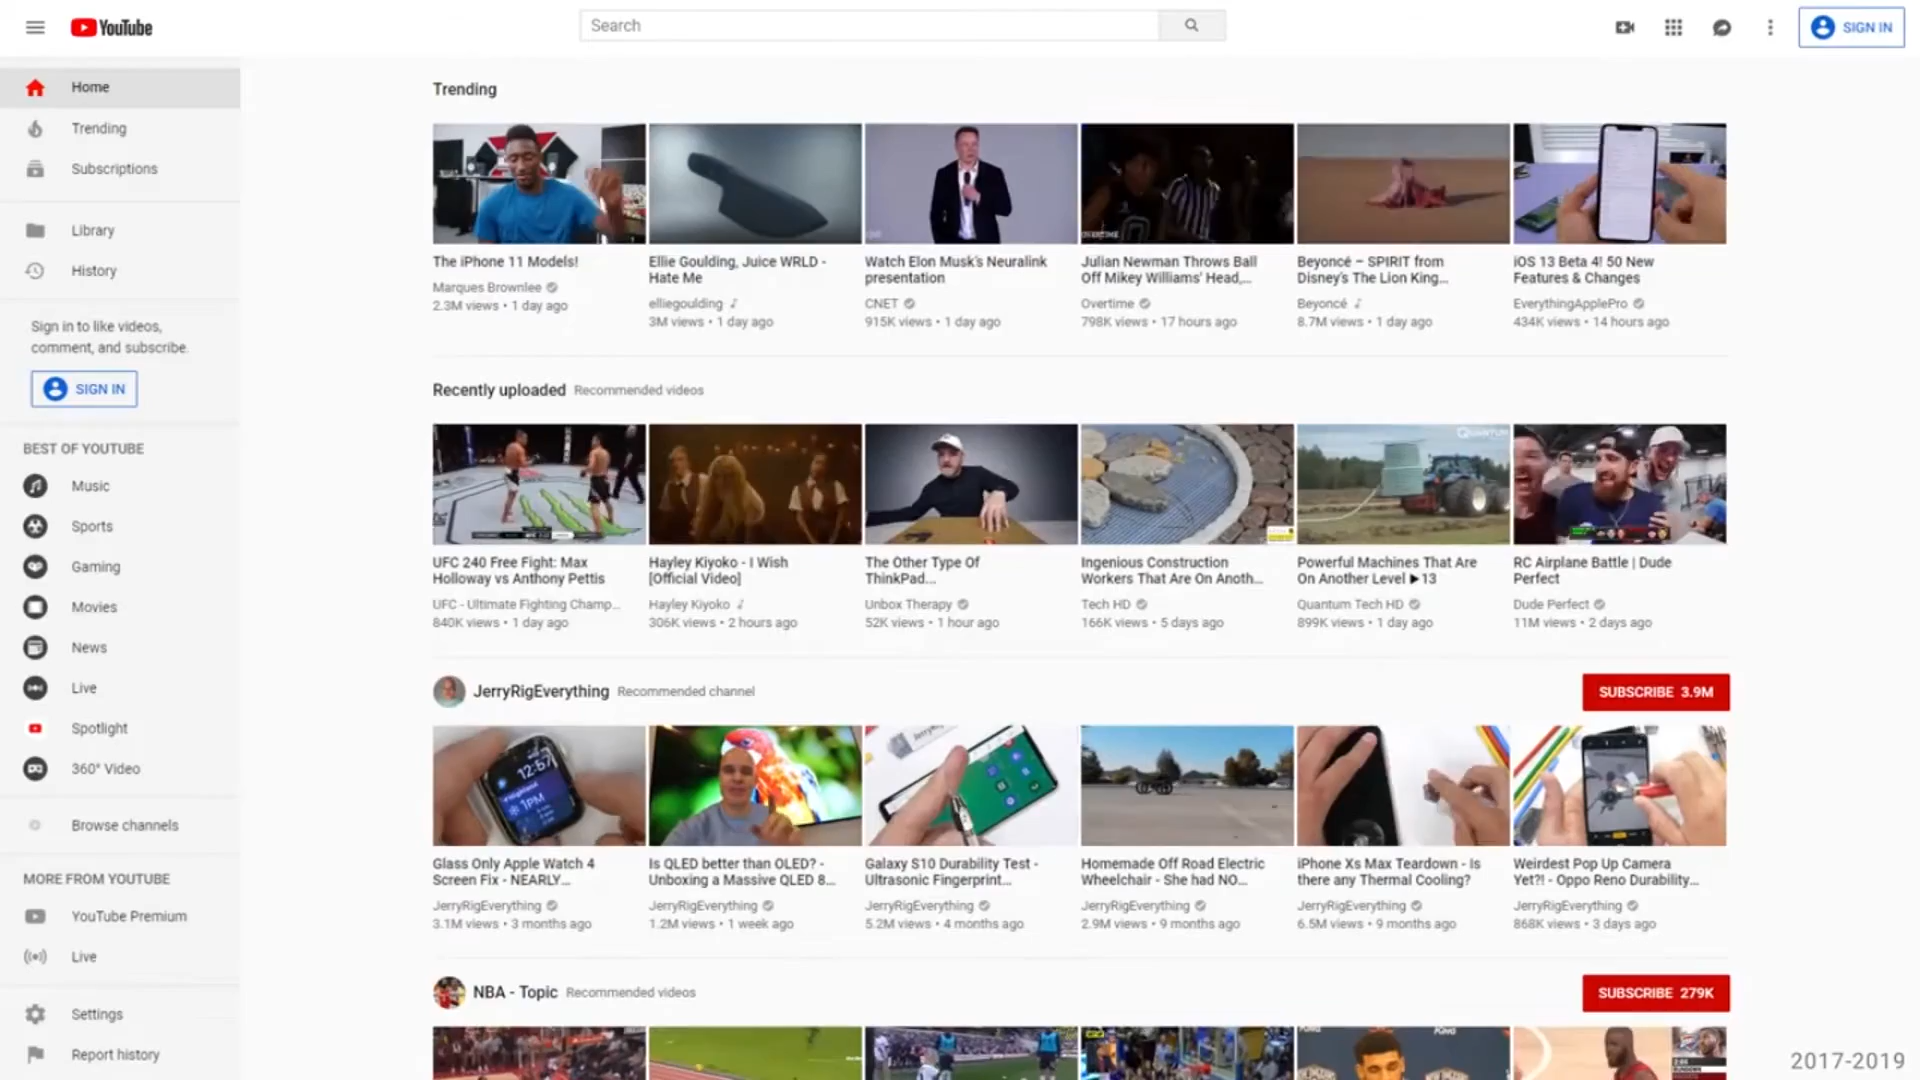 YouTube
Search
SIGN IN
Home
Trending
Subscriptions
Library
History
Sign in to like videos,
comment, and subscribe.
SIGN IN
BEST OF YOUTUBE
Music
Sports
Gaming
Movies
News
Live
Spotlight
360° Video
Browse channels
MORE FROM YOUTUBE
YouTube Premium
Live
Settings
Report history
Trending
OVERTIME
The iPhone 11 Models!
Marques Brownlee
2.3M views • 1 day ago
Ellie Goulding, Juice WRLD -
Hate Me
elliegoulding
3M views • 1 day ago
Watch Elon Musk's Neuralink
presentation
CNET
915K views • 1 day ago
Julian Newman Throws Ball
Off Mikey Williams' Head,...
Overtime
798K views • 17 hours ago
Beyoncé – SPIRIT from
Disney's The Lion King...
Beyoncé
8.7M views • 1 day ago
iOS 13 Beta 4! 50 New
Features & Changes
EverythingApplePro
434K views • 14 hours ago
Recently uploaded Recommended videos
QUANTUM
UFC 240 Free Fight: Max
Holloway vs Anthony Pettis
UFC - Ultimate Fighting Champ...
840K views • 1 day ago
Hayley Kiyoko - I Wish
[Official Video]
Hayley Kiyoko
306K views • 2 hours ago
The Other Type Of
ThinkPad...
Unbox Therapy
52K views • 1 hour ago
Ingenious Construction
Workers That Are On Anoth...
Tech HD
166K views • 5 days ago
Powerful Machines That Are
On Another Level ▶ 13
Quantum Tech HD
899K views • 1 day ago
RC Airplane Battle | Dude
Perfect
Dude Perfect
11M views • 2 days ago
JerryRigEverything Recommended channel
SUBSCRIBE 3.9M
12:57
1PM
Glass Only Apple Watch 4
Screen Fix - NEARLY...
JerryRigEverything
3.1M views • 3 months ago
Is QLED better than OLED? -
Unboxing a Massive QLED 8...
JerryRigEverything
1.2M views • 1 week ago
Galaxy S10 Durability Test -
Ultrasonic Fingerprint...
JerryRigEverything
5.2M views • 4 months ago
Homemade Off Road Electric
Wheelchair - She had NO...
JerryRigEverything
2.9M views • 9 months ago
iPhone Xs Max Teardown - Is
there any Thermal Cooling?
JerryRigEverything
6.5M views • 9 months ago
Weirdest Pop Up Camera
Yet?! - Oppo Reno Durability...
JerryRigEverything
868K views • 3 days ago
NBA - Topic Recommended videos
SUBSCRIBE 279K
2017-2019